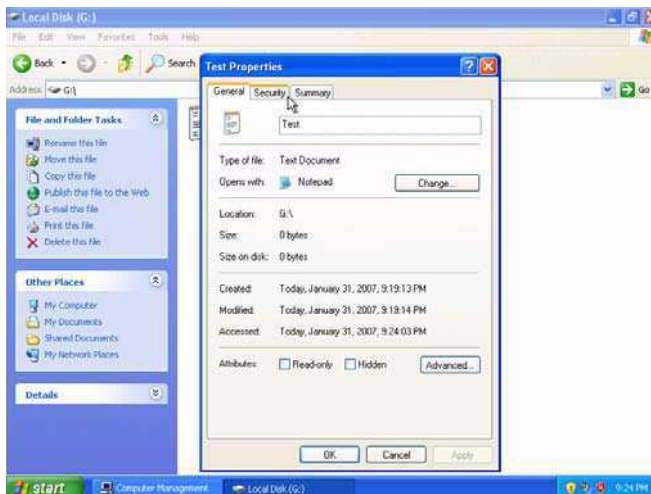 Local Disk (G:)
File Edit View Favorites Tools Help
Back Search
Address G:\ Go
File and Folder Tasks
Rename this file
Move this file
Copy this file
Publish this file to the Web
E-mail this file
Print this file
Delete this file
Other Places
My Computer
My Documents
Shared Documents
My Network Places
Details
Test Properties
General Security Summary
Test
Type of file: Text Document
Opens with: Notepad Change...
Location: G:\
Size: 0 bytes
Size on disk: 0 bytes
Created: Today, January 31, 2007, 9:19:13 PM
Modified: Today, January 31, 2007, 9:19:14 PM
Accessed: Today, January 31, 2007, 9:24:03 PM
Attributes: Read-only Hidden Advanced...
OK Cancel Apply
start Computer Management Local Disk (G:) 9:24 PM